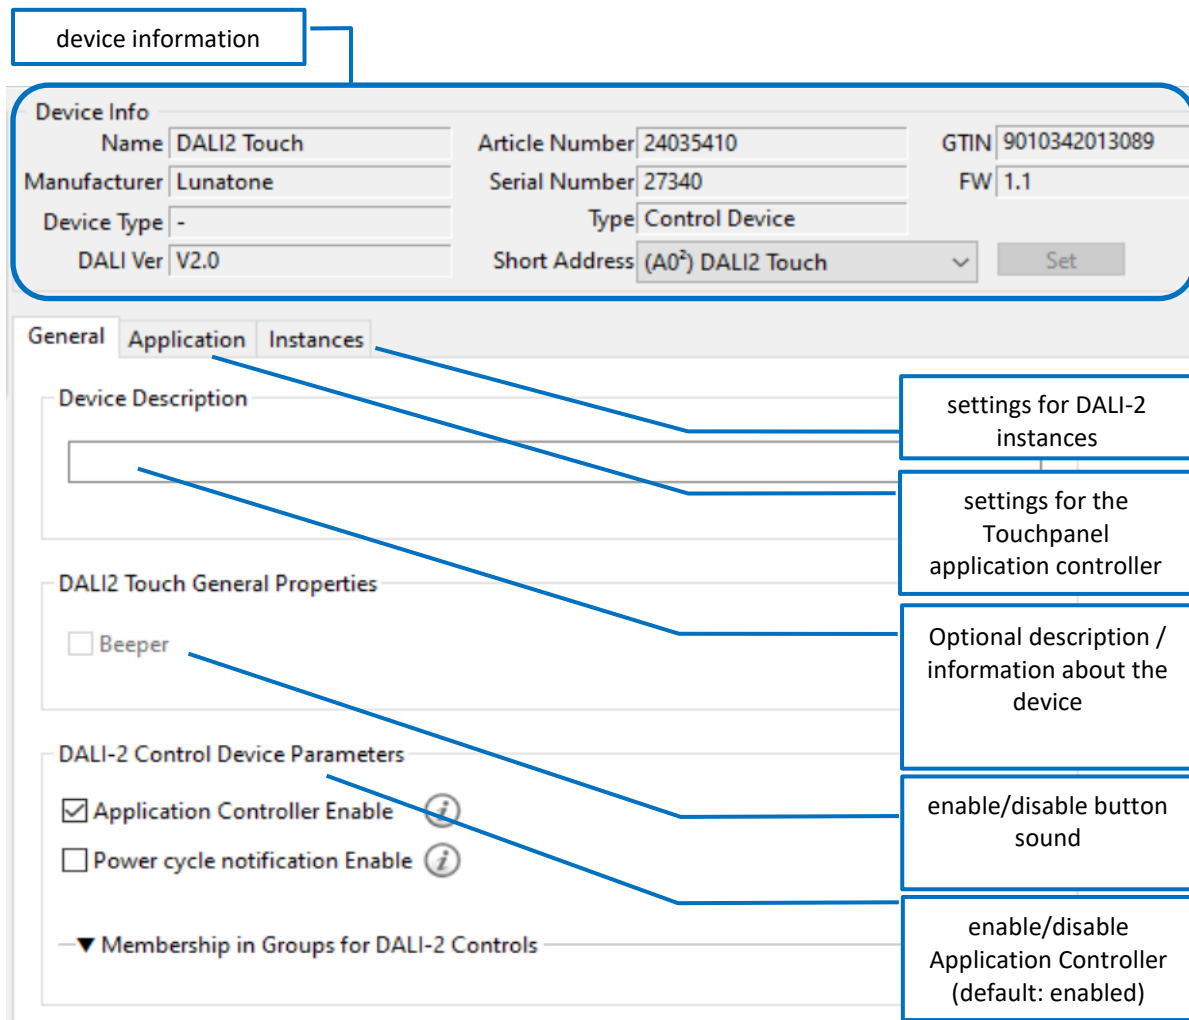 device information
Device Info
Name DALI2 Touch Article Number 24035410 GTIN 9010342013089
Manufacturer Lunatone Serial Number 27340 FW 1.1
Device Type - Type Control Device
DALI Ver V2.0 Short Address (A0²) DALI2 Touch Set
General Application Instances
Device Description
settings for DALI-2
instances
settings for the
Touchpanel
application controller
DALI2 Touch General Properties
Beeper
Optional description /
information about the
device
DALI-2 Control Device Parameters
Application Controller Enable i
Power cycle notification Enable i
enable/disable button
sound
Membership in Groups for DALI-2 Controls
enable/disable
Application Controller
(default: enabled)